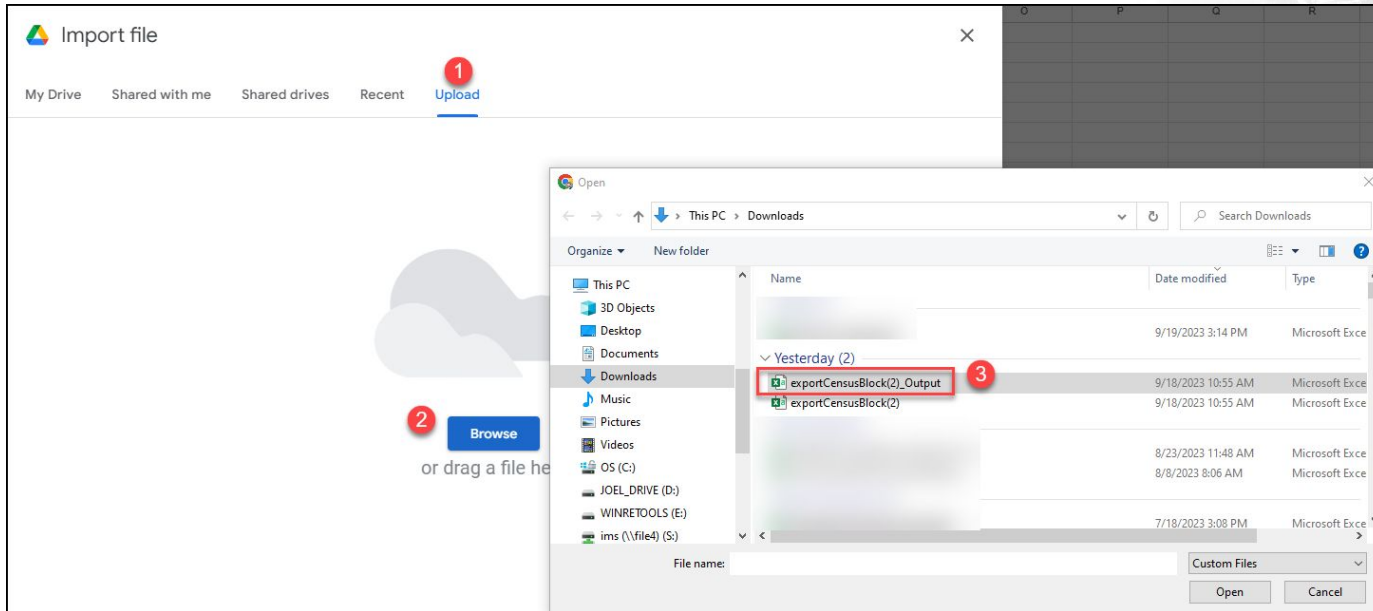 O P Q R
Import file
1
My Drive Shared with me Shared drives Recent Upload
Open
This PC > Downloads
Search Downloads
Organize New folder
Name Date modified Type
This PC
3D Objects
Desktop 9/19/2023 3:14 PM Microsoft Exce
Documents Yesterday (2)
Downloads exportCensusBlock(2)_Output 3 9/18/2023 10:55 AM Microsoft Exce
Music exportCensusBlock(2) 9/18/2023 10:55 AM Microsoft Exce
Pictures
2
Browse
Videos 8/23/2023 11:48 AM Microsoft Exce
or drag a file he
OS (C:) 8/8/2023 8:06 AM Microsoft Exce
JOEL_DRIVE (D:)
WINRETOOLS (E:)
ims (\\file4) (S:) 7/18/2023 3:08 PM Microsoft Exce
File name: Custom Files
Open Cancel